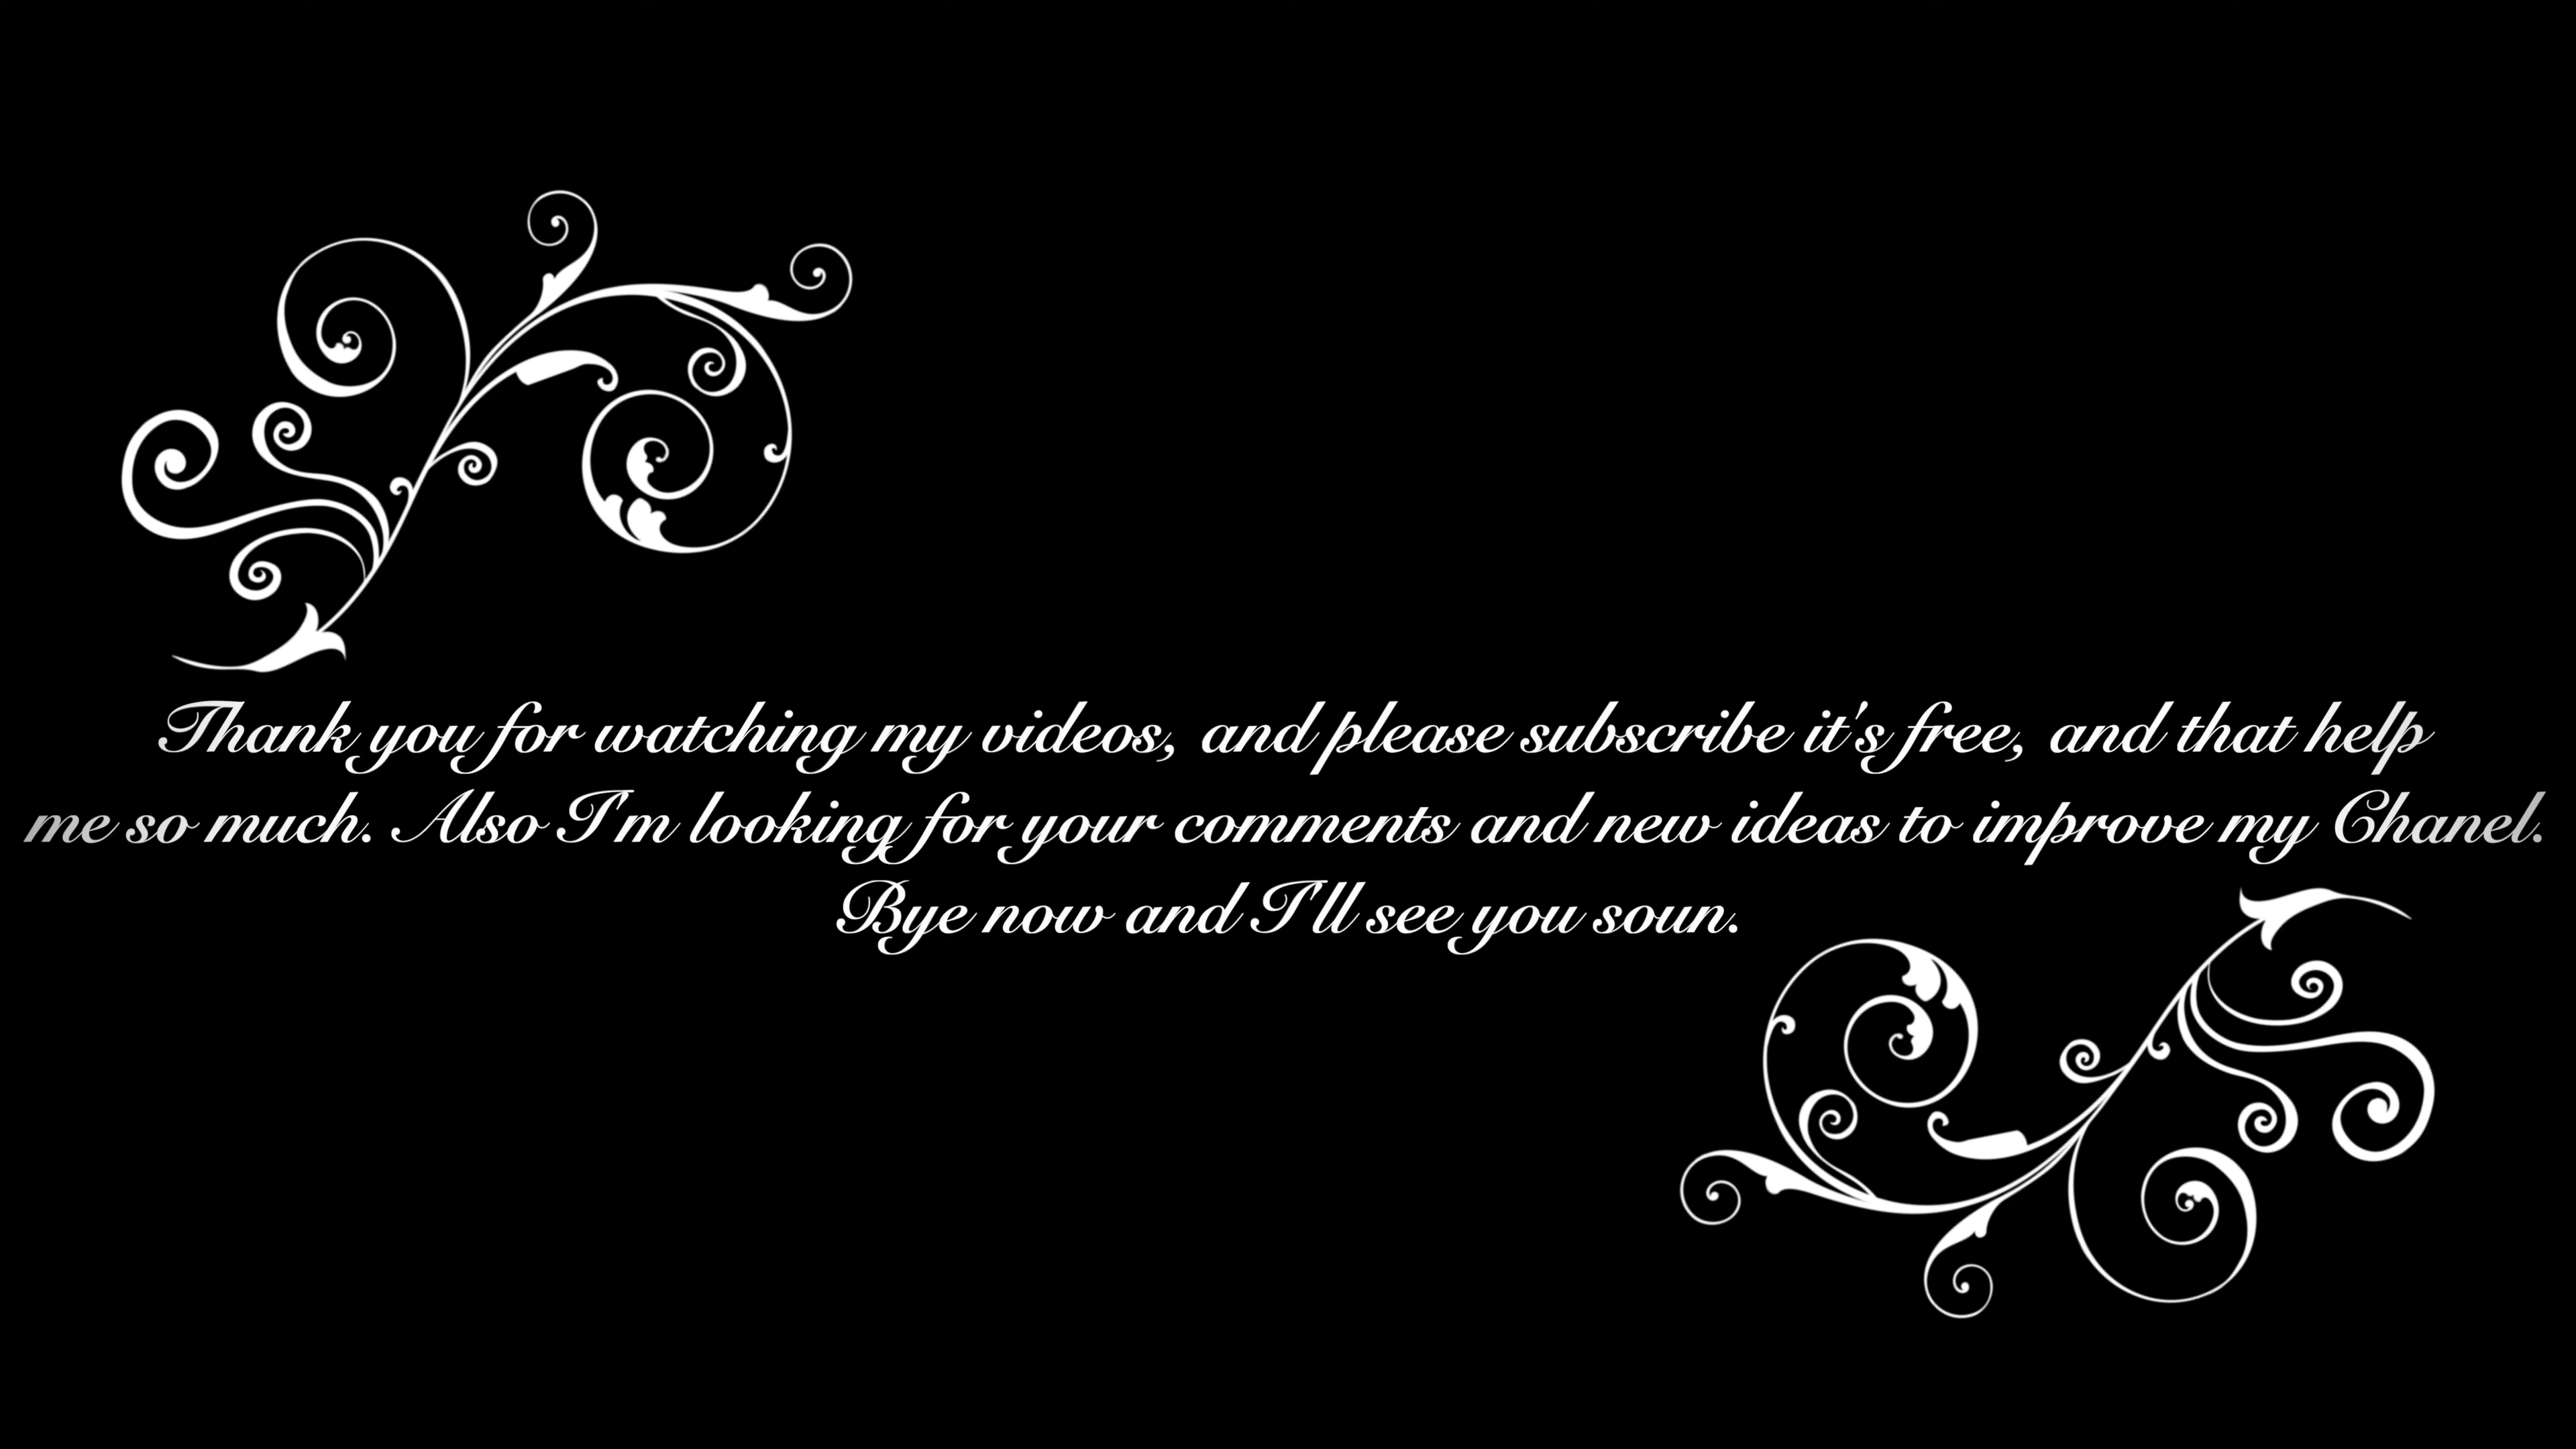 Thank you for watching my videos, and please subscribe it's free, and that help
me so much. Also I'm looking for your comments and new ideas to improve my Chanel.
Bye now and I'll see you soun.